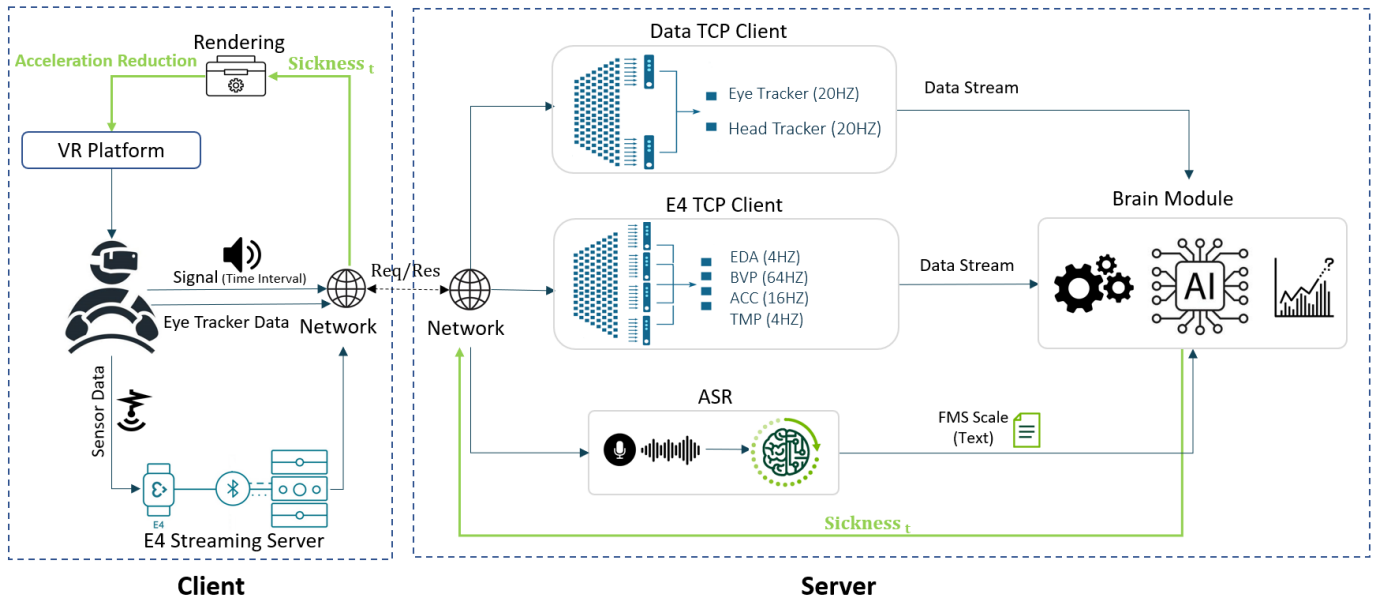 Rendering
Acceleration Reduction
Sickness t
VR Platform
Signal (Time Interval)
Eye Tracker Data
Network
Sensor Data
E4
E4 Streaming Server
Client
Req/Res
Network
Data TCP Client
Eye Tracker (20HZ)
Head Tracker (20HZ)
Data Stream
E4 TCP Client
EDA (4HZ)
BVP (64HZ)
ACC (16HZ)
TMP (4HZ)
Data Stream
Brain Module
AI
?
ASR
FMS Scale
(Text)
Sickness t
Server